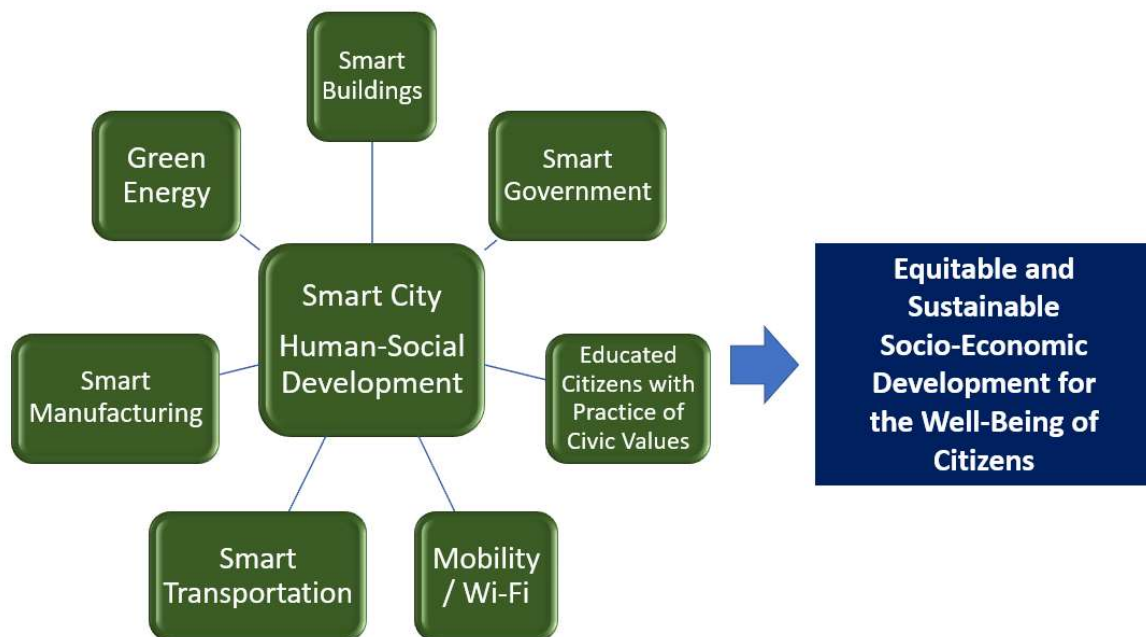 Smart
Buildings
Green
Energy
Smart
Government
Smart City
Human-Social
Development
Smart
Manufacturing
Educated
Citizens with
Practice of
Civic Values
Smart
Transportation
Mobility
/ Wi-Fi
Equitable and
Sustainable
Socio-Economic
Development for
the Well-Being of
Citizens